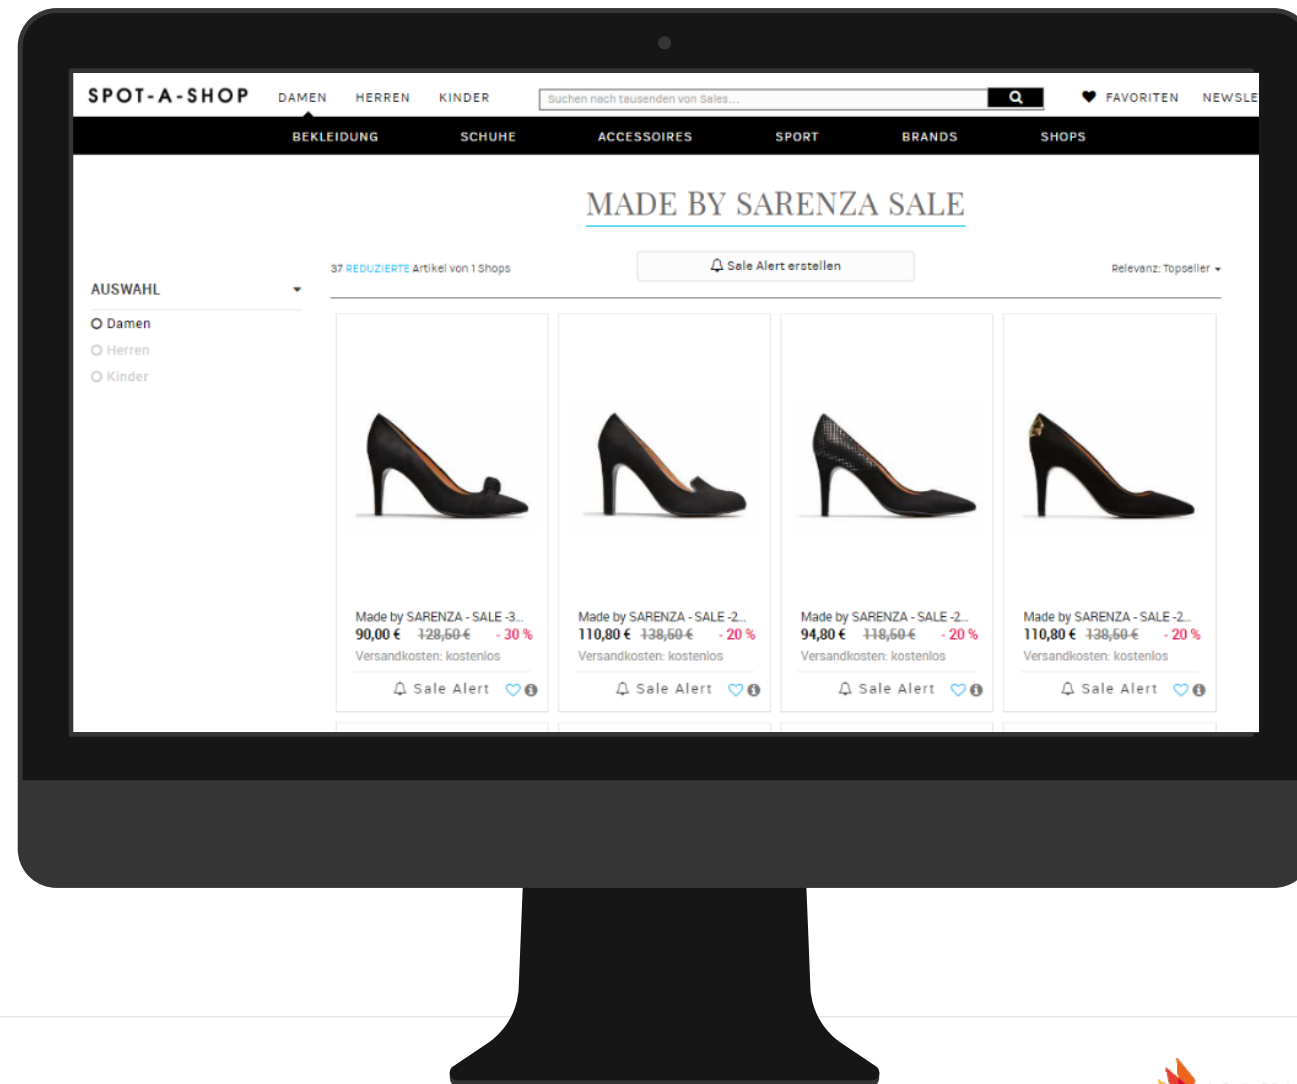 SPOT-A-SHOP DAMEN HERREN KINDER Suchen nach tausenden von Sales... FAVORITEN NEWSLE
BEKLEIDUNG SCHUHE ACCESSOIRES SPORT BRANDS SHOPS
MADE BY SARENZA SALE
37 REDUZIERTE Artikel von 1 Shops Sale Alert erstellen Relevanz: Topseller
AUSWAHL
Damen
Herren
Kinder
Made by SARENZA - SALE -3... Made by SARENZA - SALE -2... Made by SARENZA - SALE -2... Made by SARENZA - SALE -2...
90,00 € 128,50 € - 30 % 110,80 € 138,50 € - 20 % 94,80 € 118,50 € - 20 % 110,80 € 138,50 € - 20 %
Versandkosten: kostenlos Versandkosten: kostenlos Versandkosten: kostenlos Versandkosten: kostenlos
Sale Alert Sale Alert Sale Alert Sale Alert